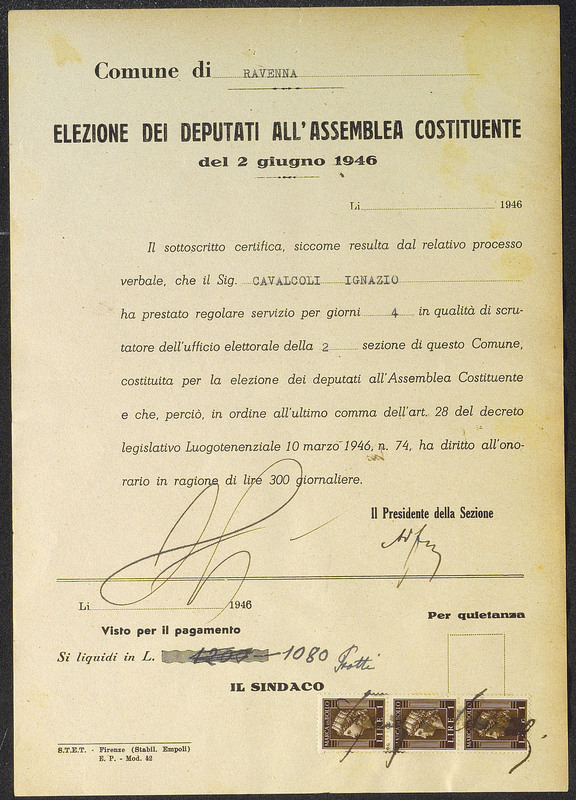 Comune di RAVENNA
ELEZIONE DEI DEPUTATI ALL'ASSEMBLEA COSTITUENTE
del 2 giugno 1946
Li 1946
Il sottoscritto certifica, siccome resulta dal relativo processo
verbale, che il Sig. CAVALCOLI IGNAZIO
ha prestato regolare servizio per giorni 4 in qualità di scru-
tatore dell'ufficio elettorale della 2 sezione di questo Comune,
costituita per la elezione dei deputati all'Assemblea Costituente
e che, perciò, in ordine all'ultimo comma dell'art. 28 del decreto
legislativo Luogotenenziale 10 marzo 1946, n. 74, ha diritto all'ono-
rario in ragione di lire 300 giornaliere.
Il Presidente della Sezione
Li 1946
Per quietanza
Visto per il pagamento
Si liquidi in L. 1200 1080
IL SINDACO
LIRE 1
LIRE 1
S.T.E.T. - Firenze (Stabil. Empoli)
E. P. - Mod. 42